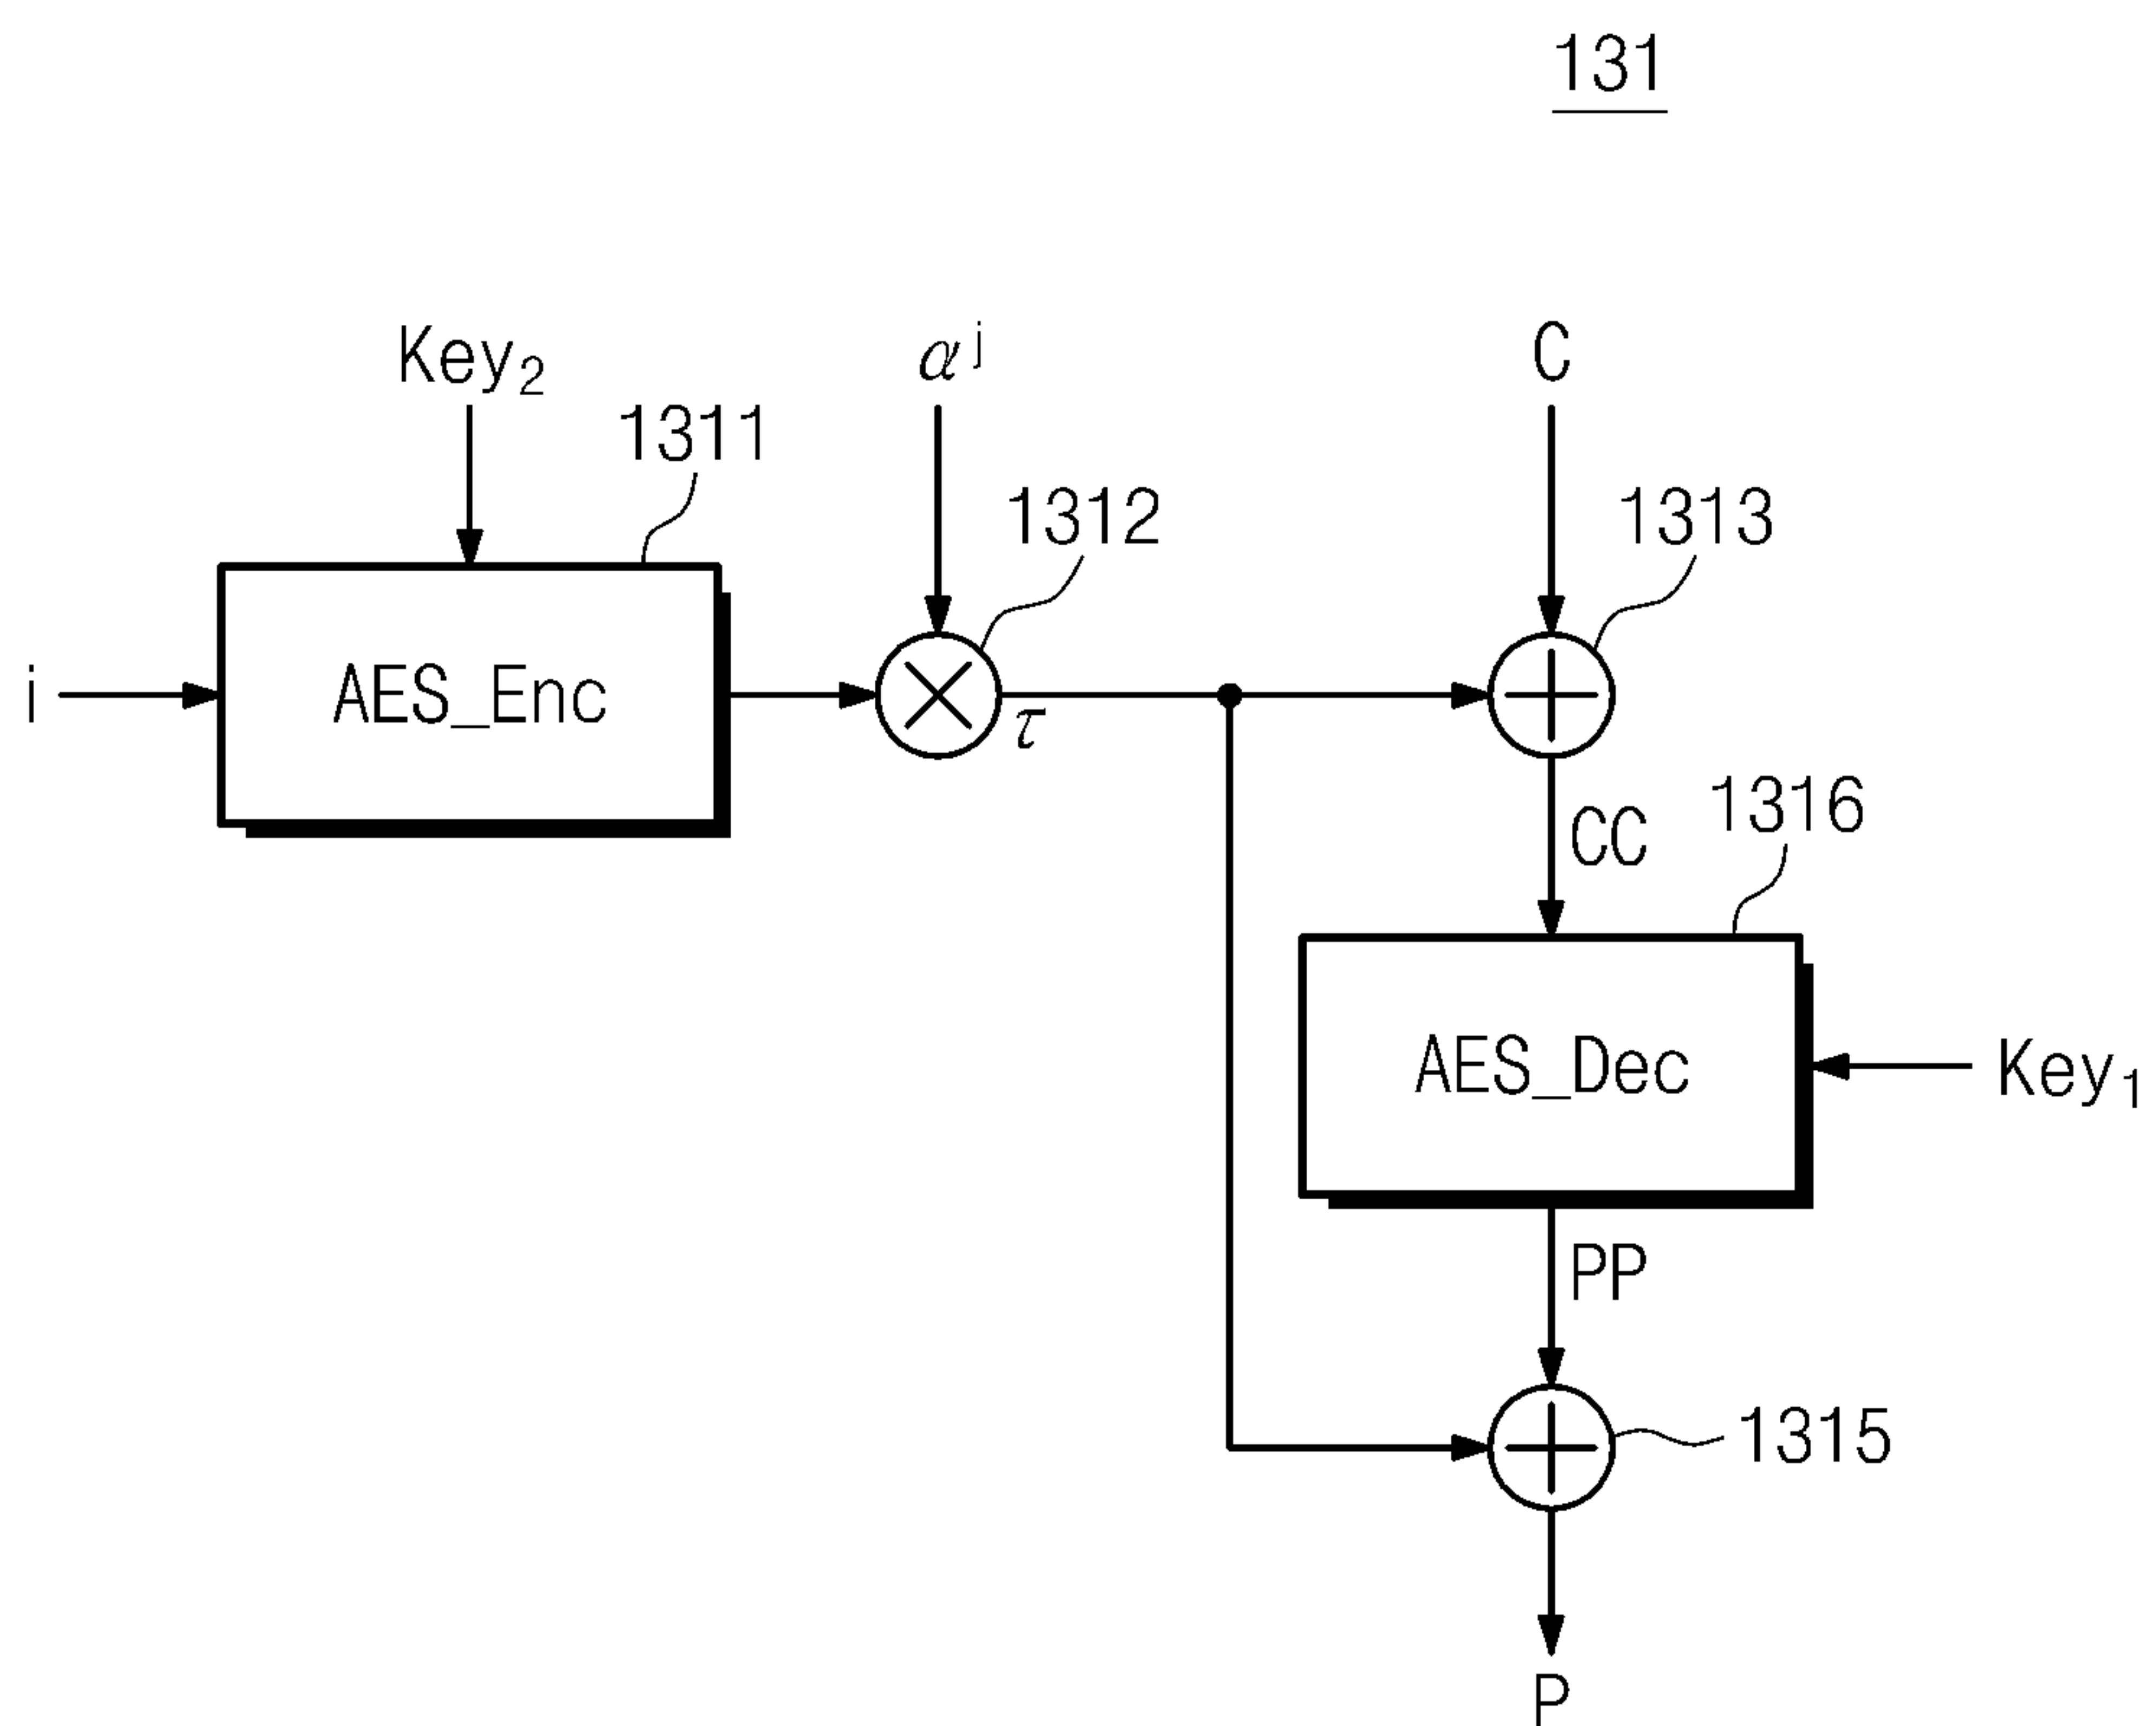 131
Key₂
α^j
C
1311
1312
1313
i
AES_Enc
τ
1316
CC
AES_Dec
Key₁
PP
1315
P